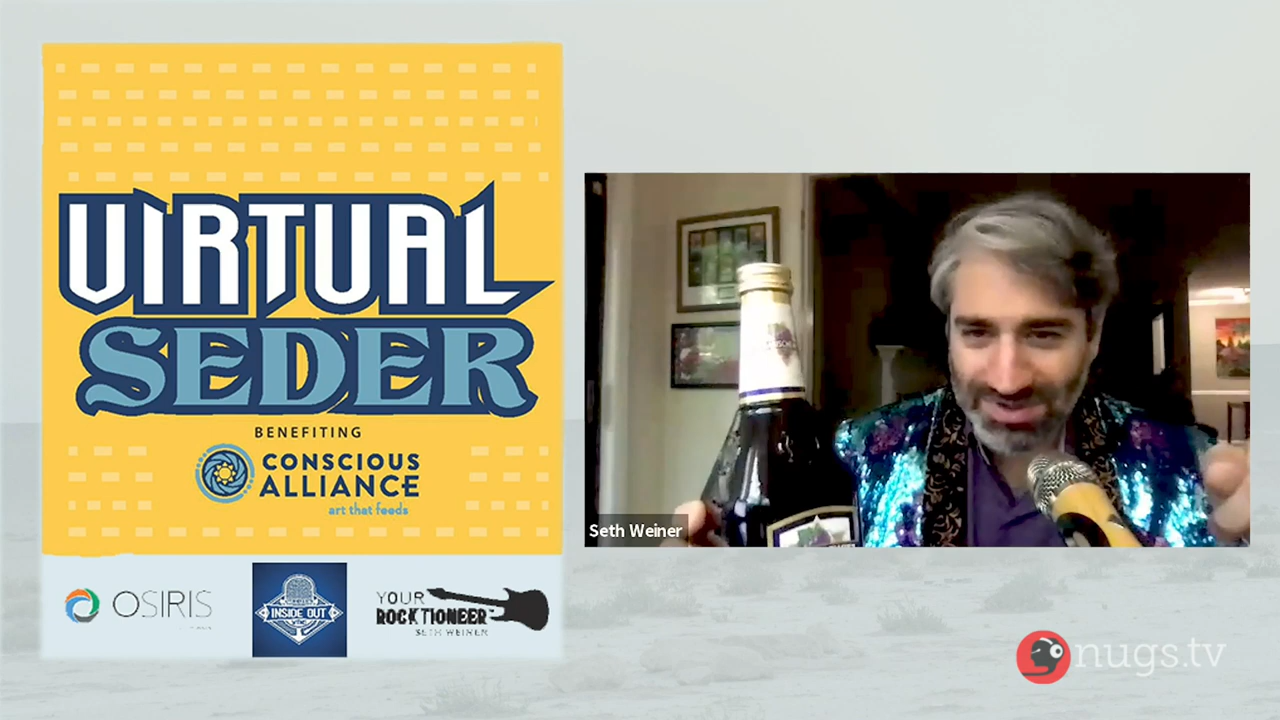 VIRTUAL
SEDER
BENEFITING
CONSCIOUS
ALLIANCE
art that feeds
OSIRIS
INSIDE OUT
YOUR
ROCKTIONEER
SETH WEINER
Seth Weiner
nugs.tv